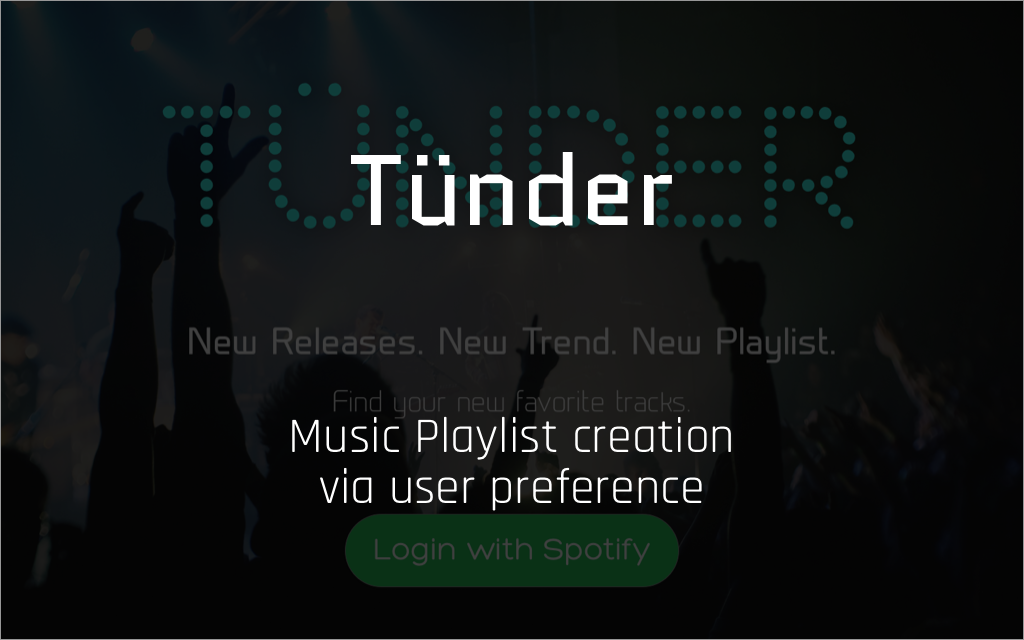 TÜNDER
Tünder
New Releases. New Trend. New Playlist.
Find your new favorite tracks.
Music Playlist creation
via user preference
Login with Spotify